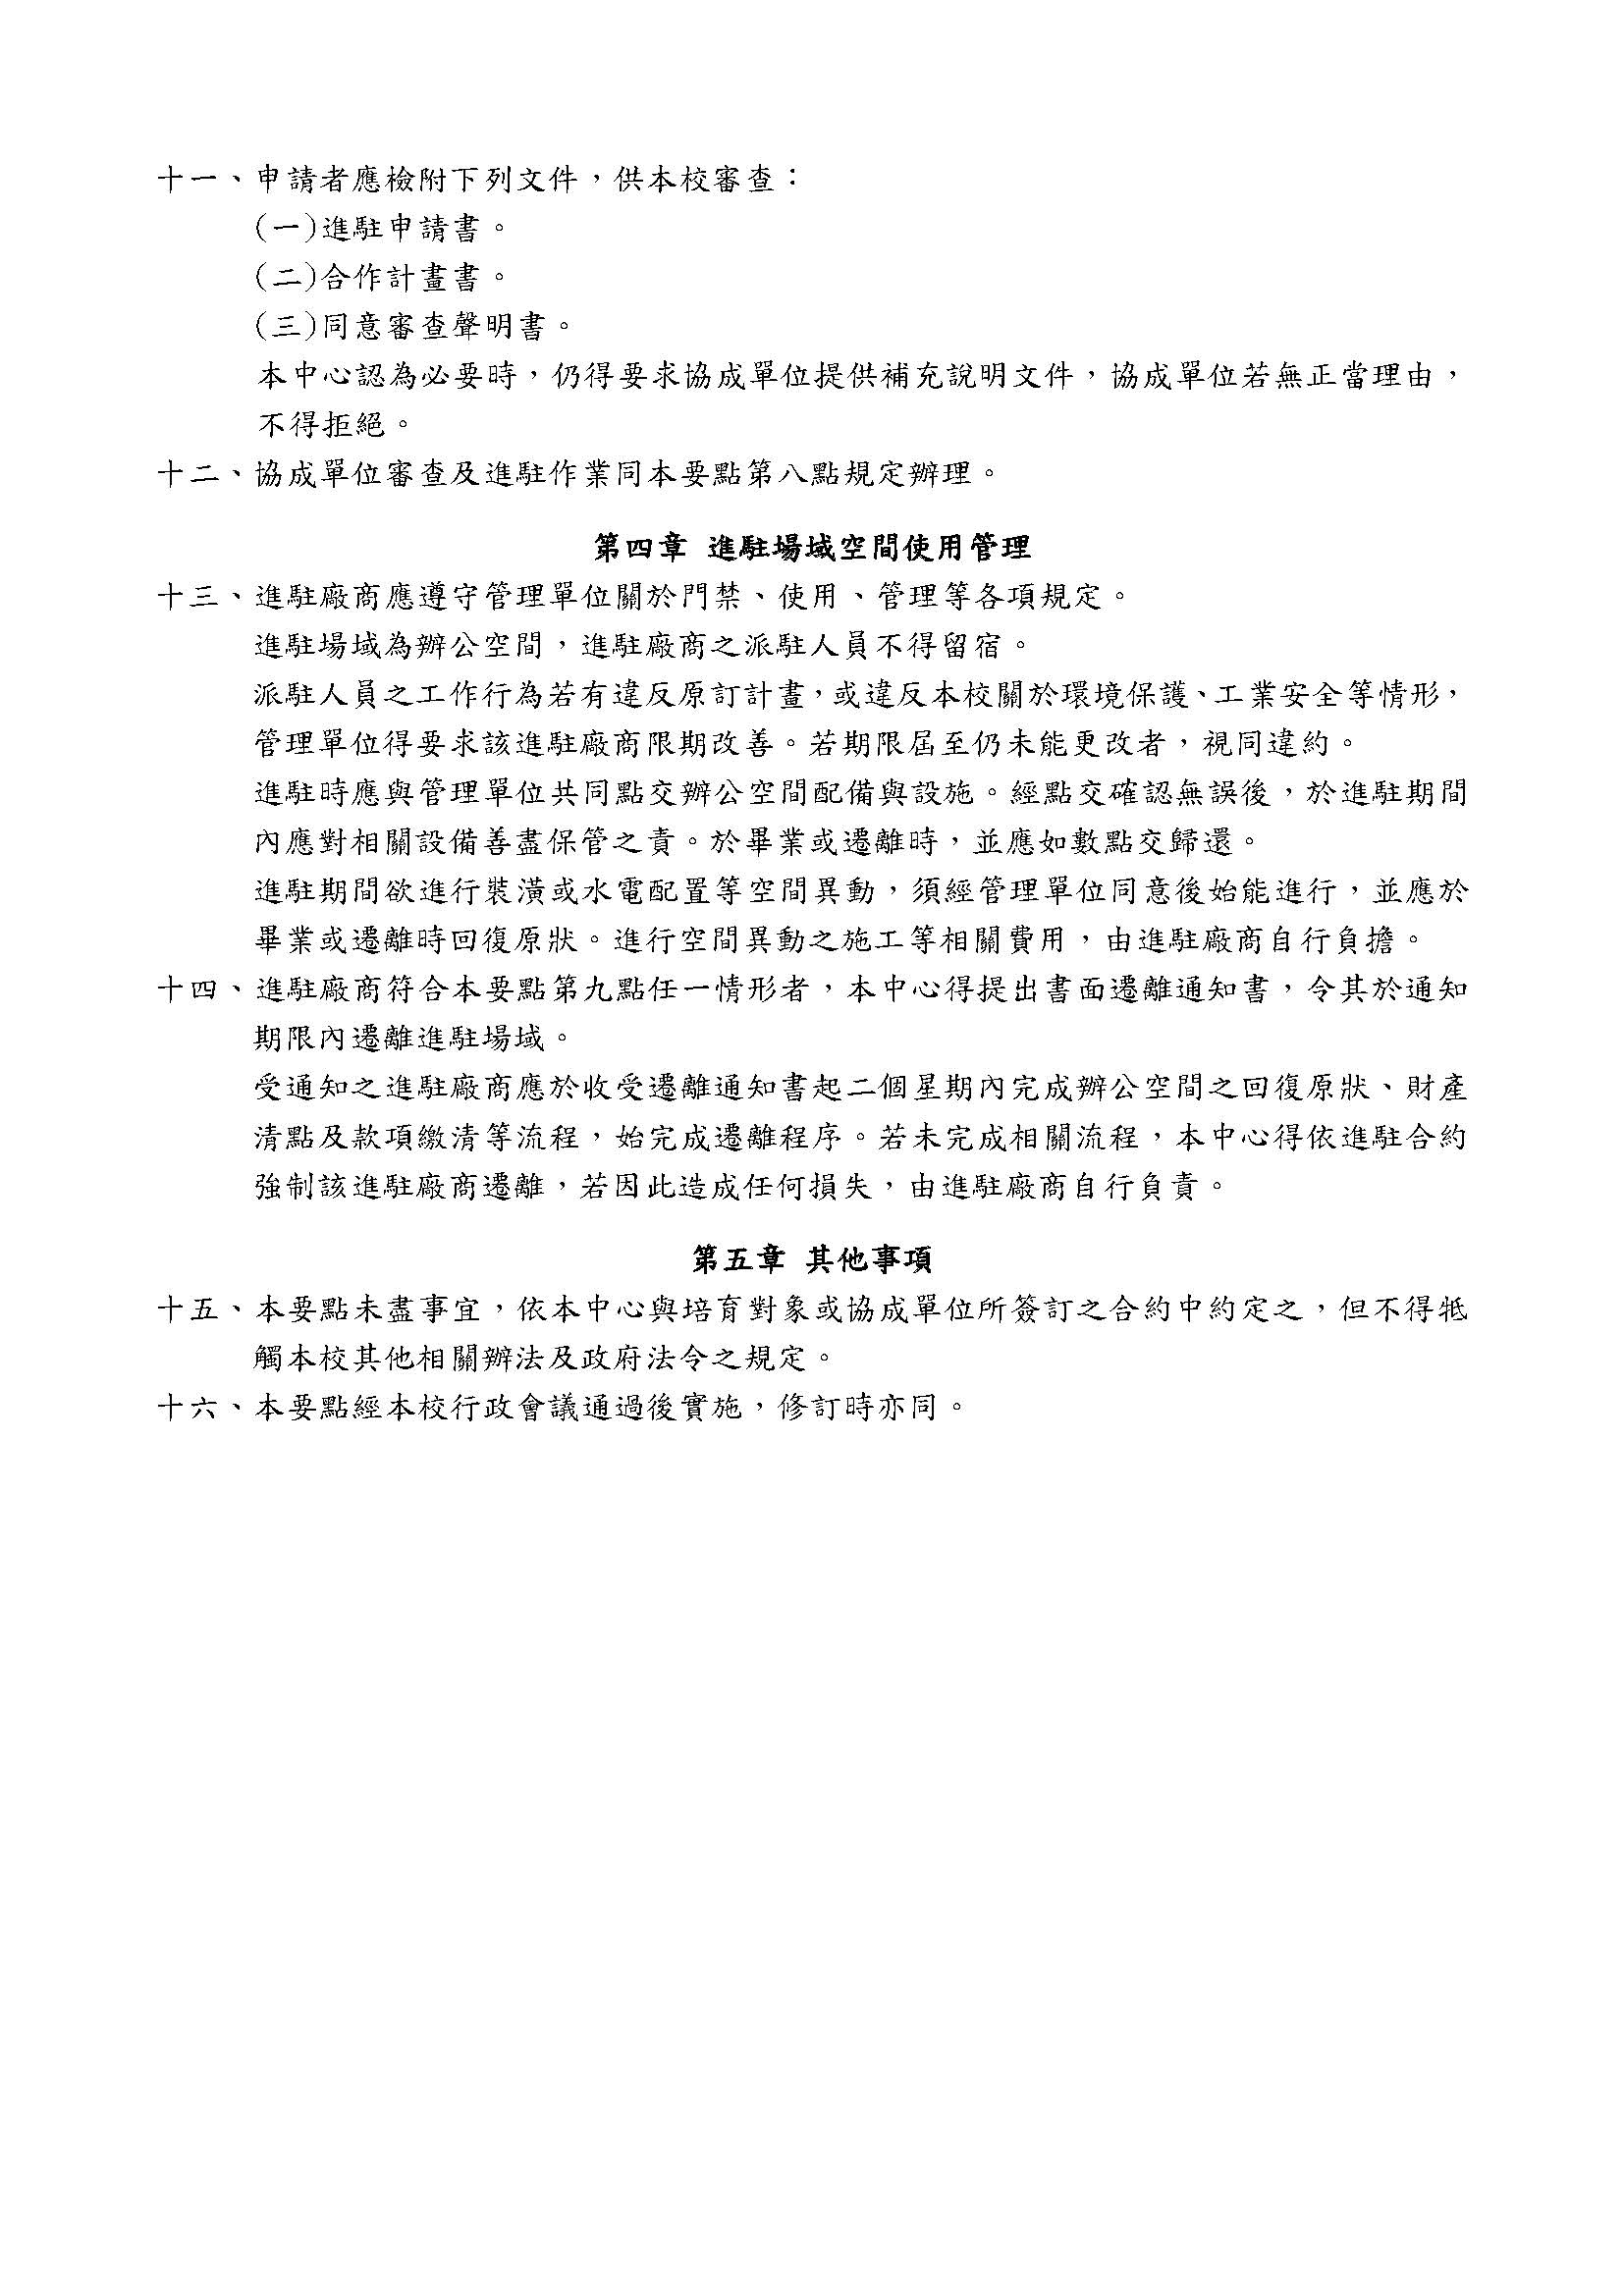 十一、申請者應檢附下列文件，供本校審查：
(一)進駐申請書。
(二)合作計畫書。
(三)同意審查聲明書。
本中心認為必要時，仍得要求協成單位提供補充說明文件，協成單位若無正當理由，
不得拒絕。
十二、協成單位審查及進駐作業同本要點第八點規定辦理。
第四章 進駐場域空間使用管理
十三、進駐廠商應遵守管理單位關於門禁、使用、管理等各項規定。
進駐場域為辦公空間，進駐廠商之派駐人員不得留宿。
派駐人員之工作行為若有違反原訂計畫，或違反本校關於環境保護、工業安全等情形，
管理單位得要求該進駐廠商限期改善。若期限屆至仍未能更改者，視同違約。
進駐時應與管理單位共同點交辦公空間配備與設施。經點交確認無誤後，於進駐期間
內應對相關設備善盡保管之責。於畢業或遷離時，並應如數點交歸還。
進駐期間欲進行裝潢或水電配置等空間異動，須經管理單位同意後始能進行，並應於
畢業或遷離時回復原狀。進行空間異動之施工等相關費用，由進駐廠商自行負擔。
十四、進駐廠商符合本要點第九點任一情形者，本中心得提出書面遷離通知書，令其於通知
期限內遷離進駐場域。
受通知之進駐廠商應於收受遷離通知書起二個星期內完成辦公空間之回復原狀、財產
清點及款項繳清等流程，始完成遷離程序。若未完成相關流程，本中心得依進駐合約
強制該進駐廠商遷離，若因此造成任何損失，由進駐廠商自行負責。
第五章 其他事項
十五、本要點未盡事宜，依本中心與培育對象或協成單位所簽訂之合約中約定之，但不得牴
觸本校其他相關辦法及政府法令之規定。
十六、本要點經本校行政會議通過後實施，修訂時亦同。